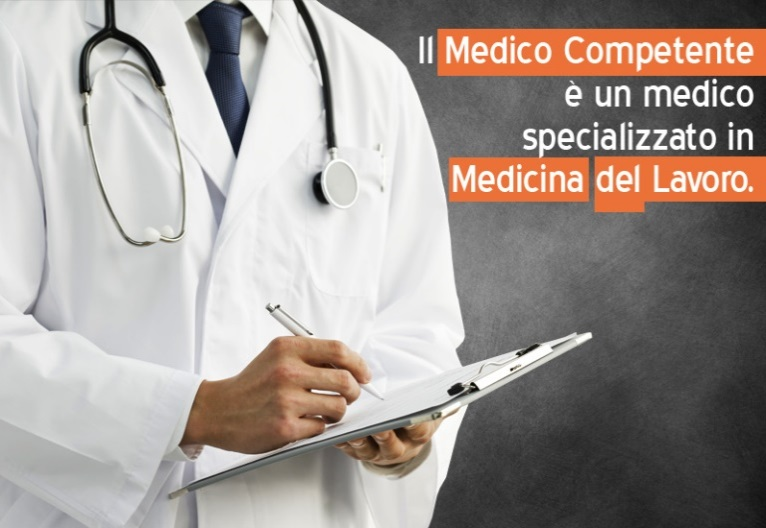 Il Medico Competente
è un medico
specializzato in
Medicina del Lavoro.